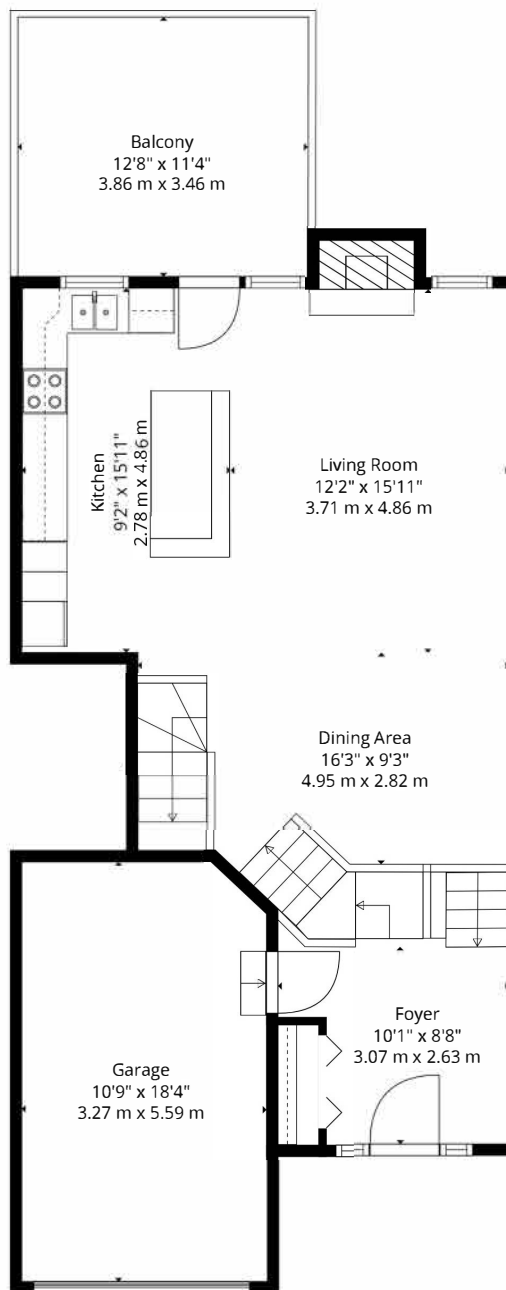 Balcony
12'8" x 11'4"
3.86 m x 3.46 m
Kitchen
9'2" x 15'11"
2.78 m x 4.86 m
Living Room
12'2" x 15'11"
3.71 m x 4.86 m
Dining Area
16'3" x 9'3"
4.95 m x 2.82 m
Foyer
10'1" x 8'8"
3.07 m x 2.63 m
Garage
10'9" x 18'4"
3.27 m x 5.59 m